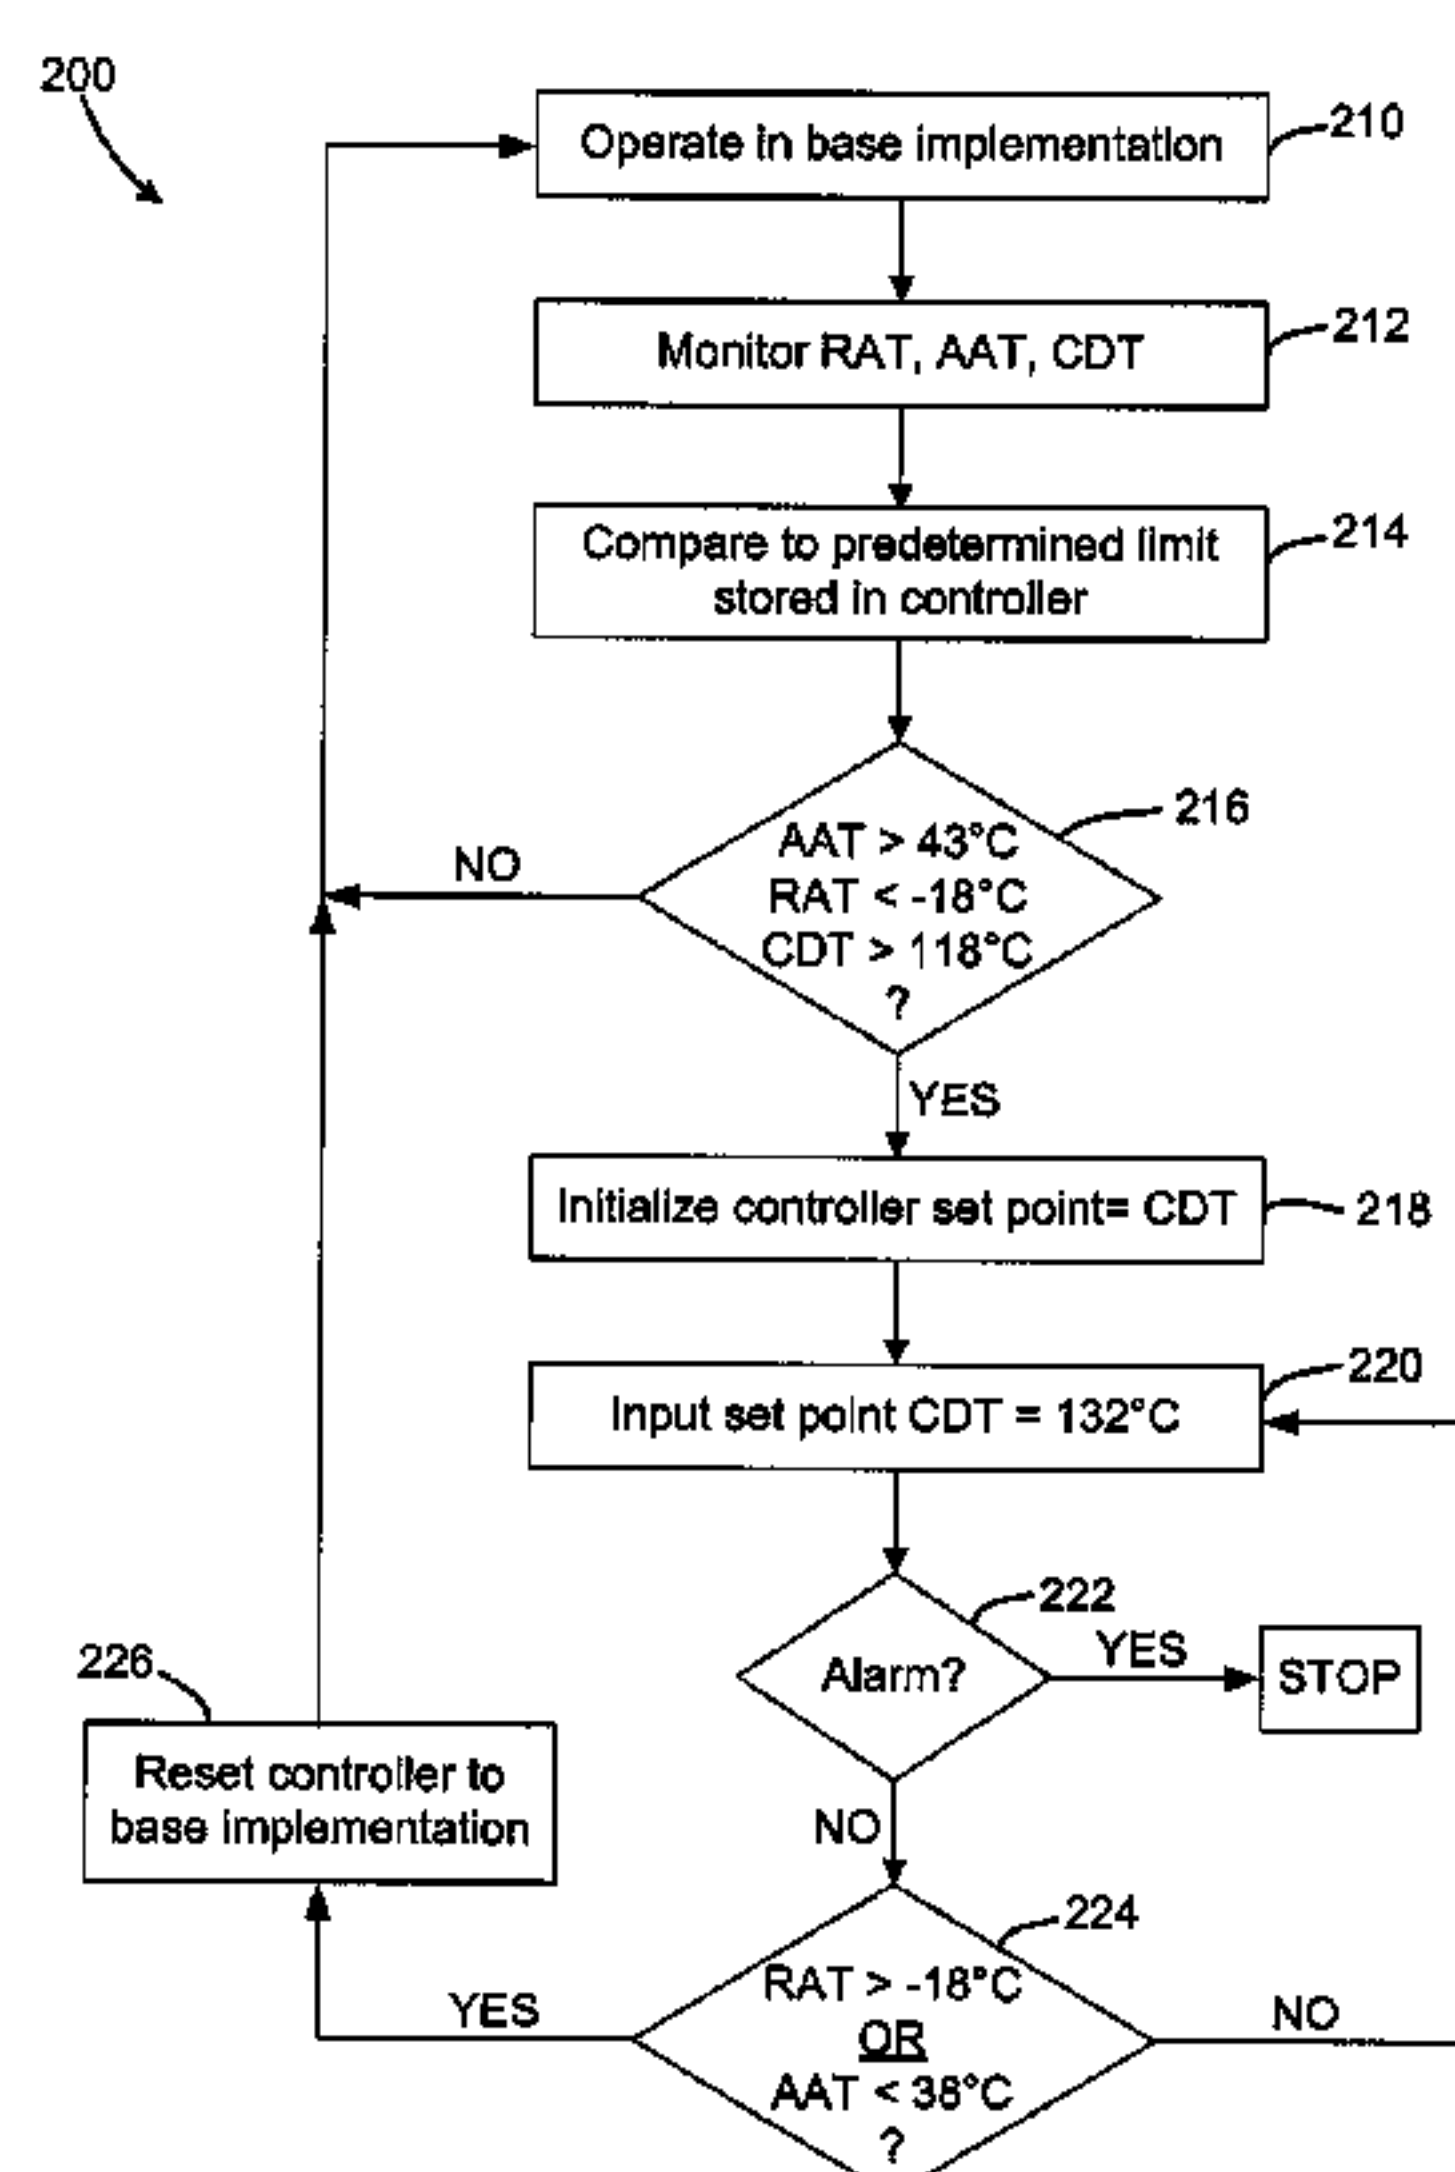 200
Operate in base implementation
210
Monitor RAT, AAT, CDT
212
Compare to predetermined limit
stored in controller
214
AAT > 43°C
RAT < -18°C
CDT > 118°C
?
216
NO
YES
Initialize controller set point= CDT
218
Input set point CDT = 132°C
220
Alarm?
222
YES
STOP
NO
226
Reset controller to
base implementation
RAT > -18°C
OR
AAT < 38°C
?
224
YES
NO